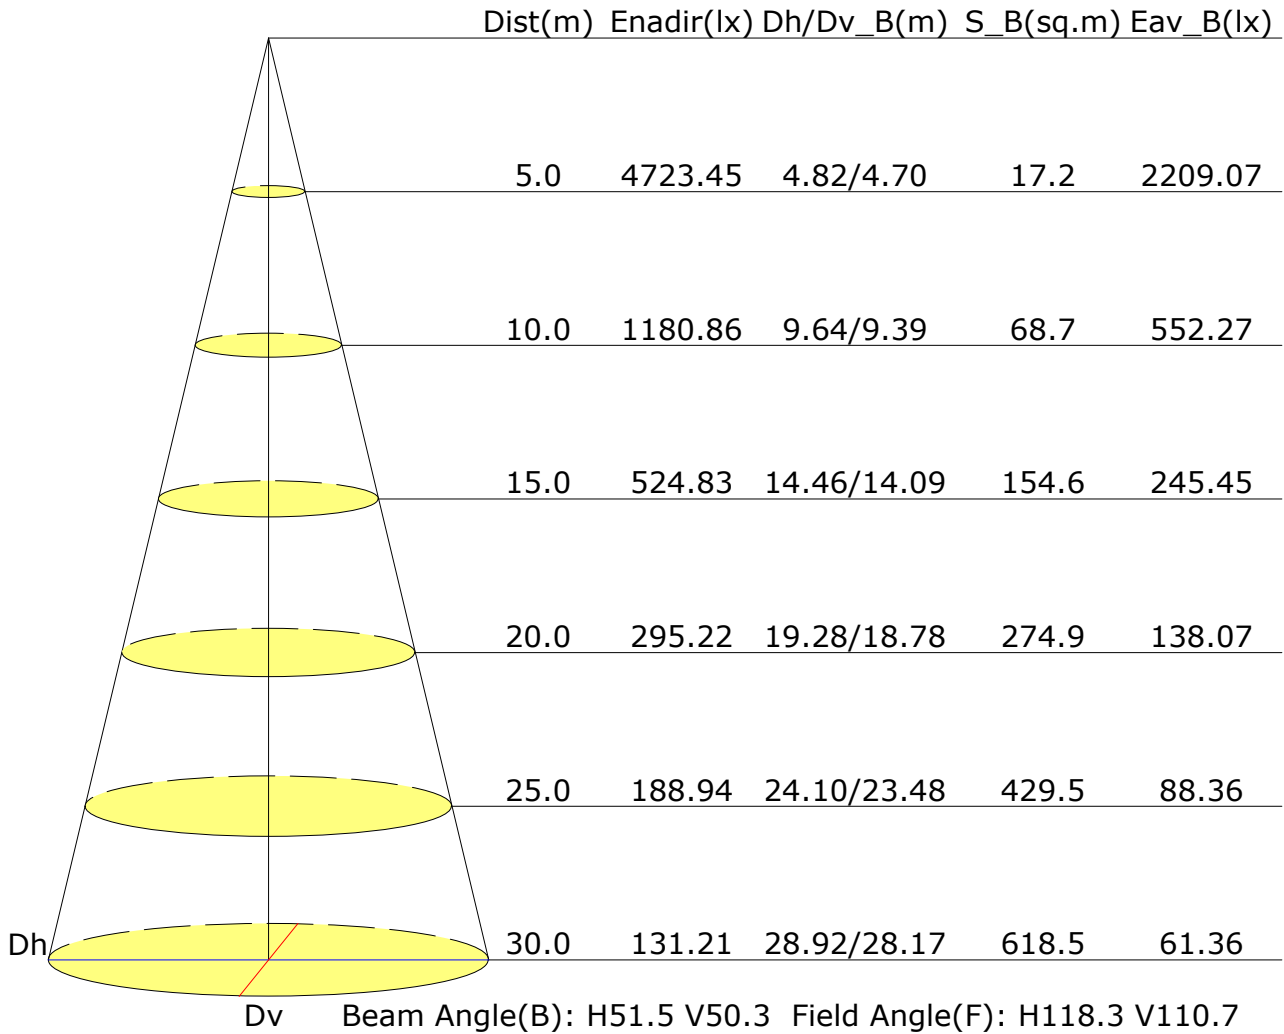 Dist(m) Enadir(lx) Dh/Dv_B(m) S_B(sq.m) Eav_B(lx)
5.0 4723.45 4.82/4.70 17.2 2209.07
10.0 1180.86 9.64/9.39 68.7 552.27
15.0 524.83 14.46/14.09 154.6 245.45
20.0 295.22 19.28/18.78 274.9 138.07
25.0 188.94 24.10/23.48 429.5 88.36
Dh 30.0 131.21 28.92/28.17 618.5 61.36
Dv Beam Angle(B): H51.5 V50.3 Field Angle(F): H118.3 V110.7